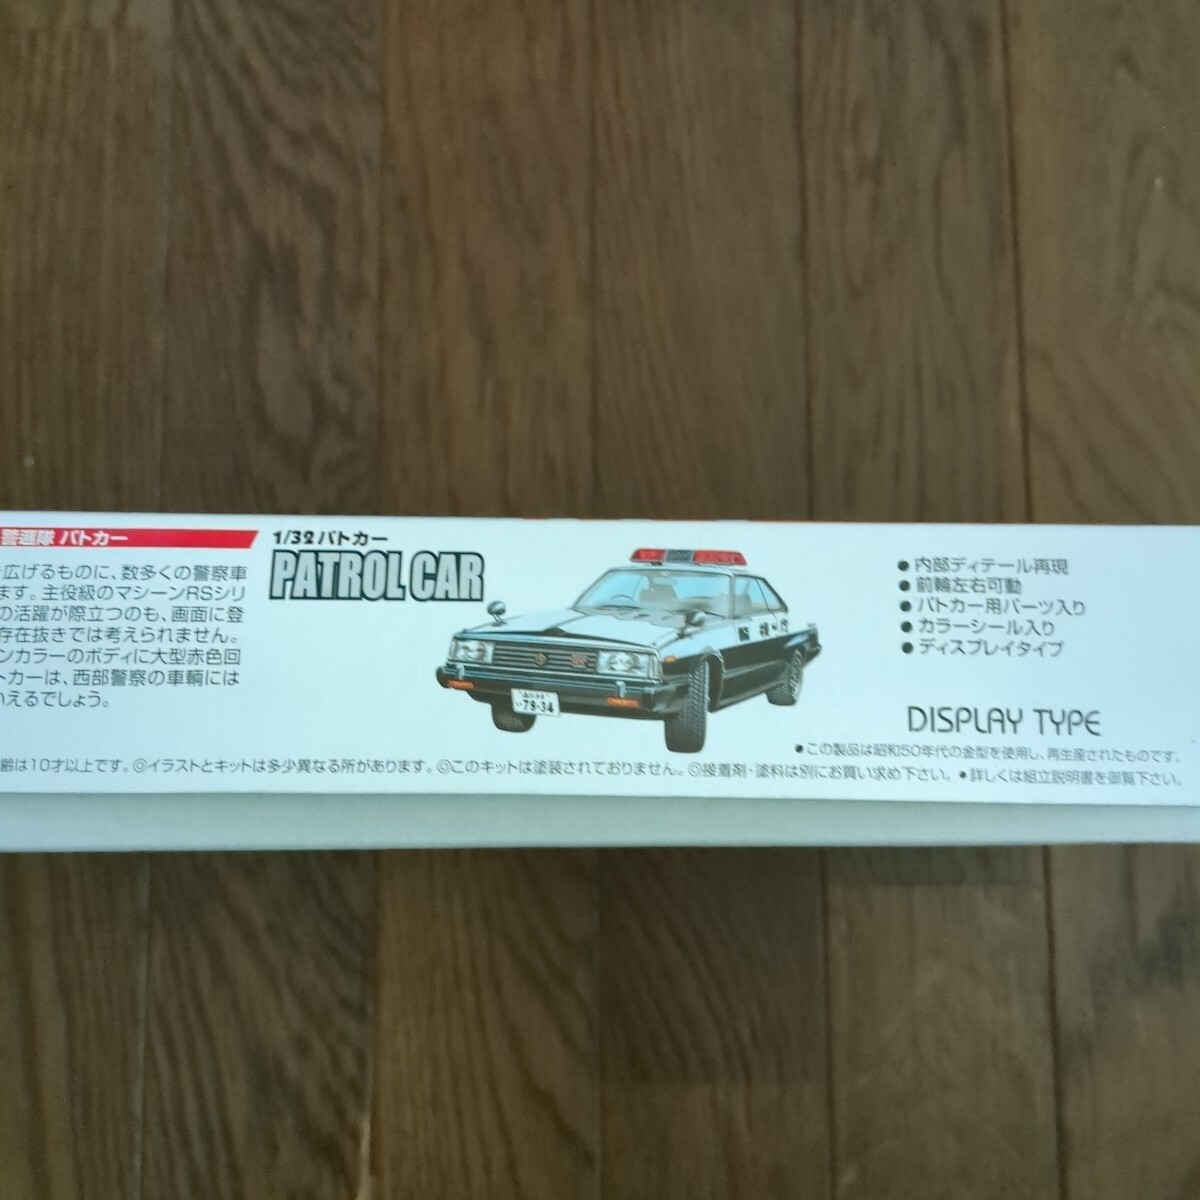 警邏隊 パトカー
広げるものに、数多くの警察車
ます。主役級のマシーンRSシリ
の活躍が際立つのも、画面に登
存在抜きでは考えられません。
ンカラーのボディに大型赤色回
トカーは、西部警察の車輌には
いえるでしょう。
1/32 パトカー
PATROL CAR
警視庁
79-34
● 内部ディテール再現
● 前輪左右可動
● パトカー用パーツ入り
● カラーシール入り
● ディスプレイタイプ
DISPLAY TYPE
●この製品は昭和50年代の金型を使用し、再生産されたものです。
齢は10才以上です。◎イラストとキットは多少異なる所があります。◎このキットは塗装されておりません。◎接着剤・塗料は別にお買い求め下さい。●詳しくは組立説明書を御覧下さい。